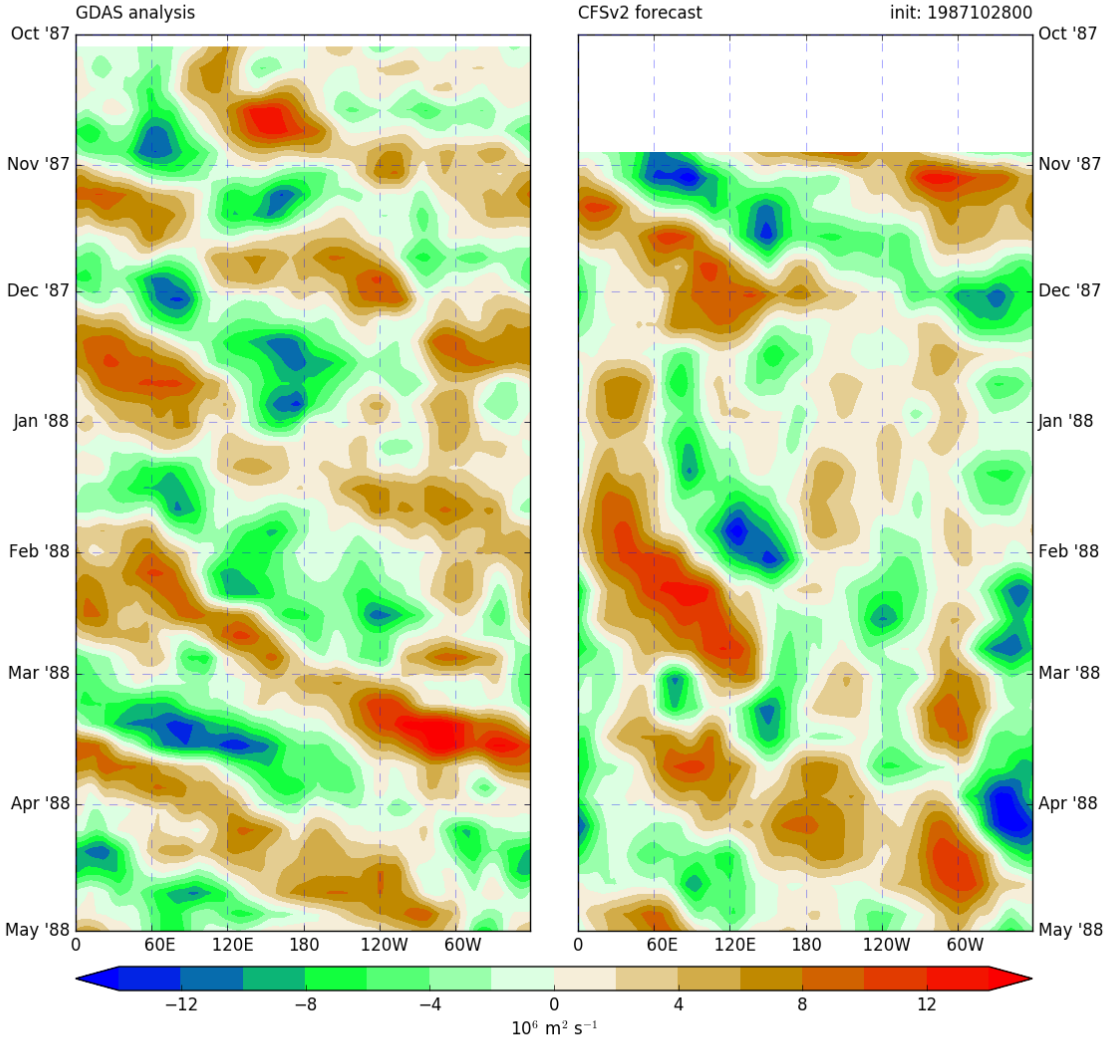 GDAS analysis
CFSv2 forecast init: 1987102800
Oct '87 Oct '87
Nov '87 Nov '87
Dec '87 Dec '87
Jan '88 Jan '88
Feb '88 Feb '88
Mar '88 Mar '88
Apr '88 Apr '88
May '88 May '88
0 60E 120E 180 120W 60W 0 60E 120E 180 120W 60W
−12 −8 −4 0 4 8 12
10⁶ m² s⁻¹